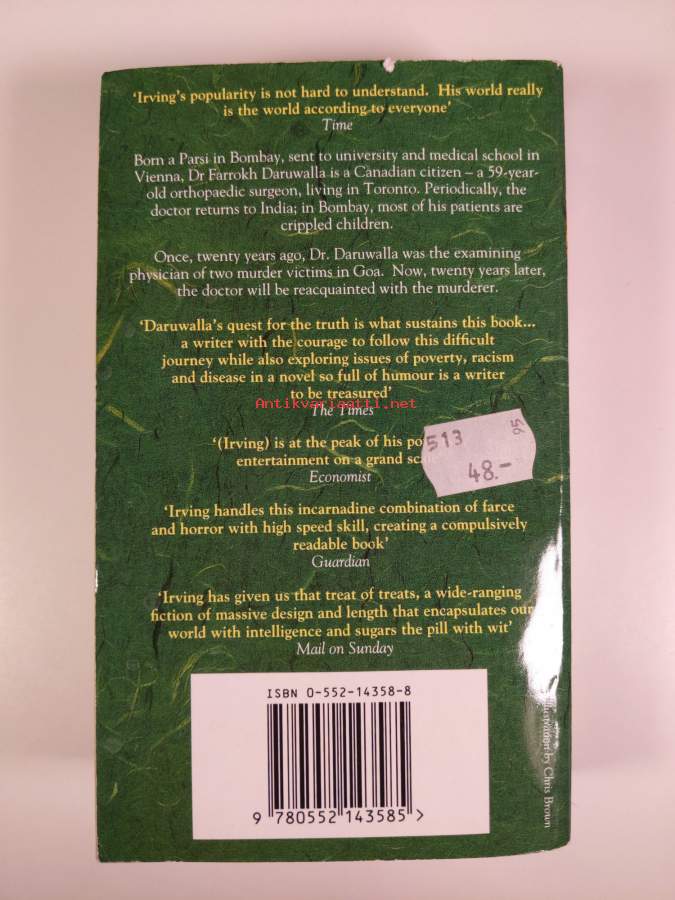 ‘Irving's popularity is not hard to understand. His world really
is the world according to everyone’
Time
Born a Parsi in Bombay, sent to university and medical school in
Vienna, Dr Farrokh Daruwalla is a Canadian citizen – a 59-year-
old orthopaedic surgeon, living in Toronto. Periodically, the
doctor returns to India; in Bombay, most of his patients are
crippled children.
Once, twenty years ago, Dr. Daruwalla was the examining
physician of two murder victims in Goa. Now, twenty years later,
the doctor will be reacquainted with the murderer.
‘Daruwalla's quest for the truth is what sustains this book...
a writer with the courage to follow this difficult
journey while also exploring issues of poverty, racism
and disease in a novel so full of humour is a writer
to be treasured’
Antikvariaatti.net
The Times
‘(Irving) is at the peak of his
entertainment on a grand
Economist
513
95
48.-
‘Irving handles this incarnadine combination of farce
and horror with high speed skill, creating a compulsively
readable book’
Guardian
‘Irving has given us that treat of treats, a wide-ranging
fiction of massive design and length that encapsulates our
world with intelligence and sugars the pill with wit’
Mail on Sunday
ISBN 0-552-14358-8
9 780552 143585 >
by Chris Brown